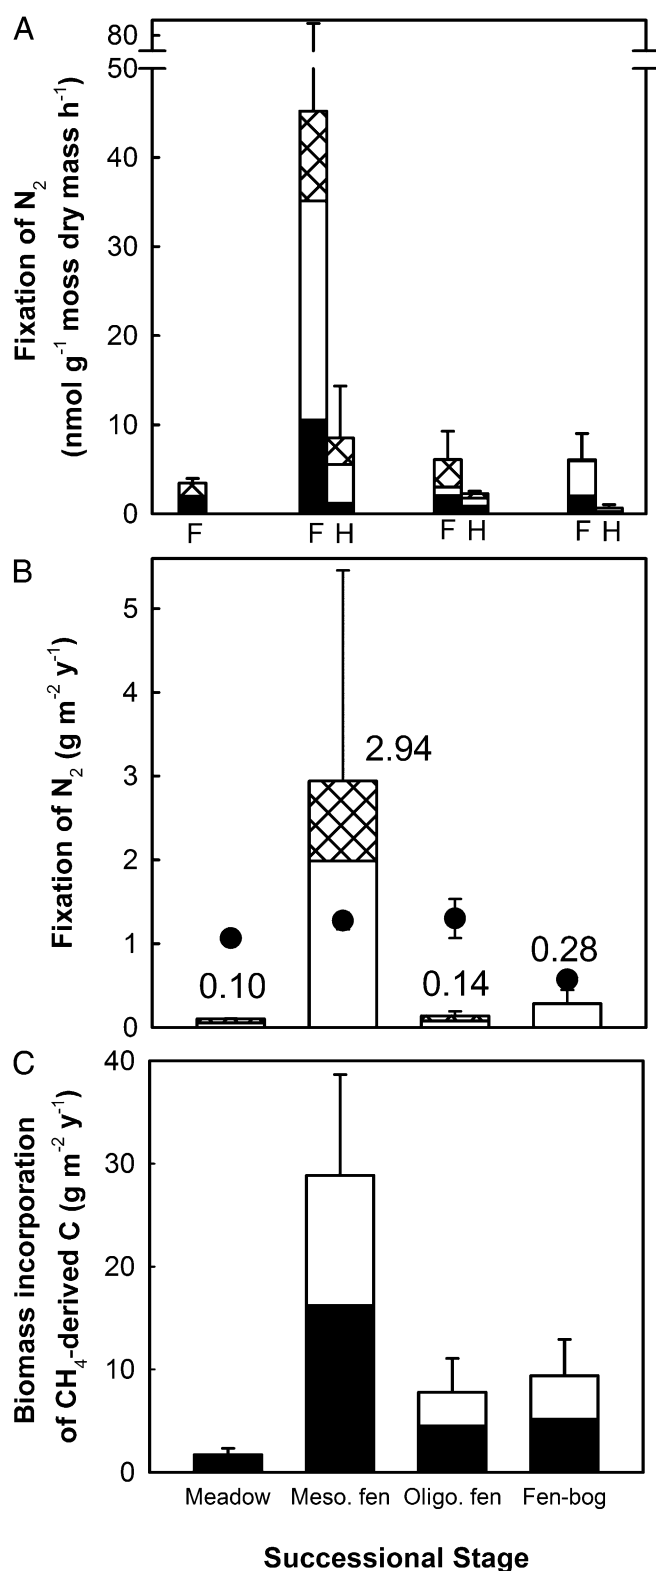 A
80
50
40
30
20
10
0
Fixation of N2
(nmol g-1 moss dry mass h-1)
F
F H
F H
F H
B
5
4
3
2
1
0
Fixation of N2 (g m-2 y-1)
2.94
0.10
0.14
0.28
C
40
30
20
10
0
Biomass incorporation
of CH4-derived C (g m-2 y-1)
Meadow Meso. fen Oligo. fen Fen-bog
Successional Stage